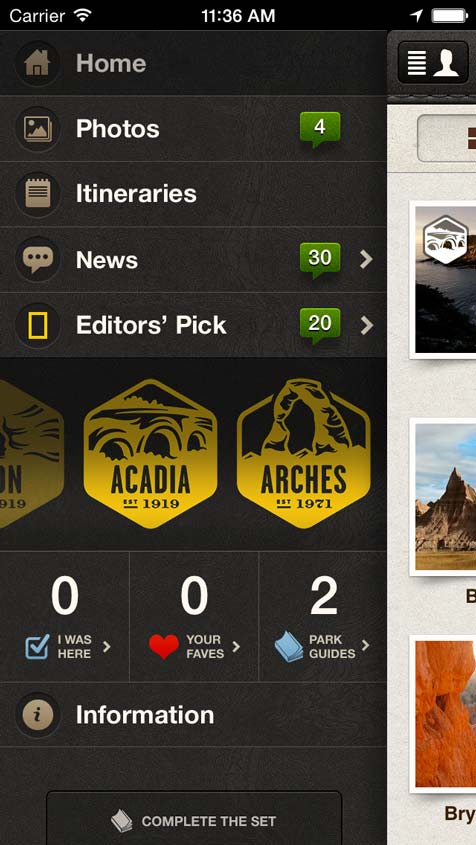 Carrier 11:36 AM
Home
Photos 4
Itineraries
News 30
Editors’ Pick 20
ON
1919
ACADIA
EST 1919
ARCHES
EST 1971
0 0 2
I WAS HERE
YOUR FAVES
PARK GUIDES
Information
COMPLETE THE SET
B
Bry